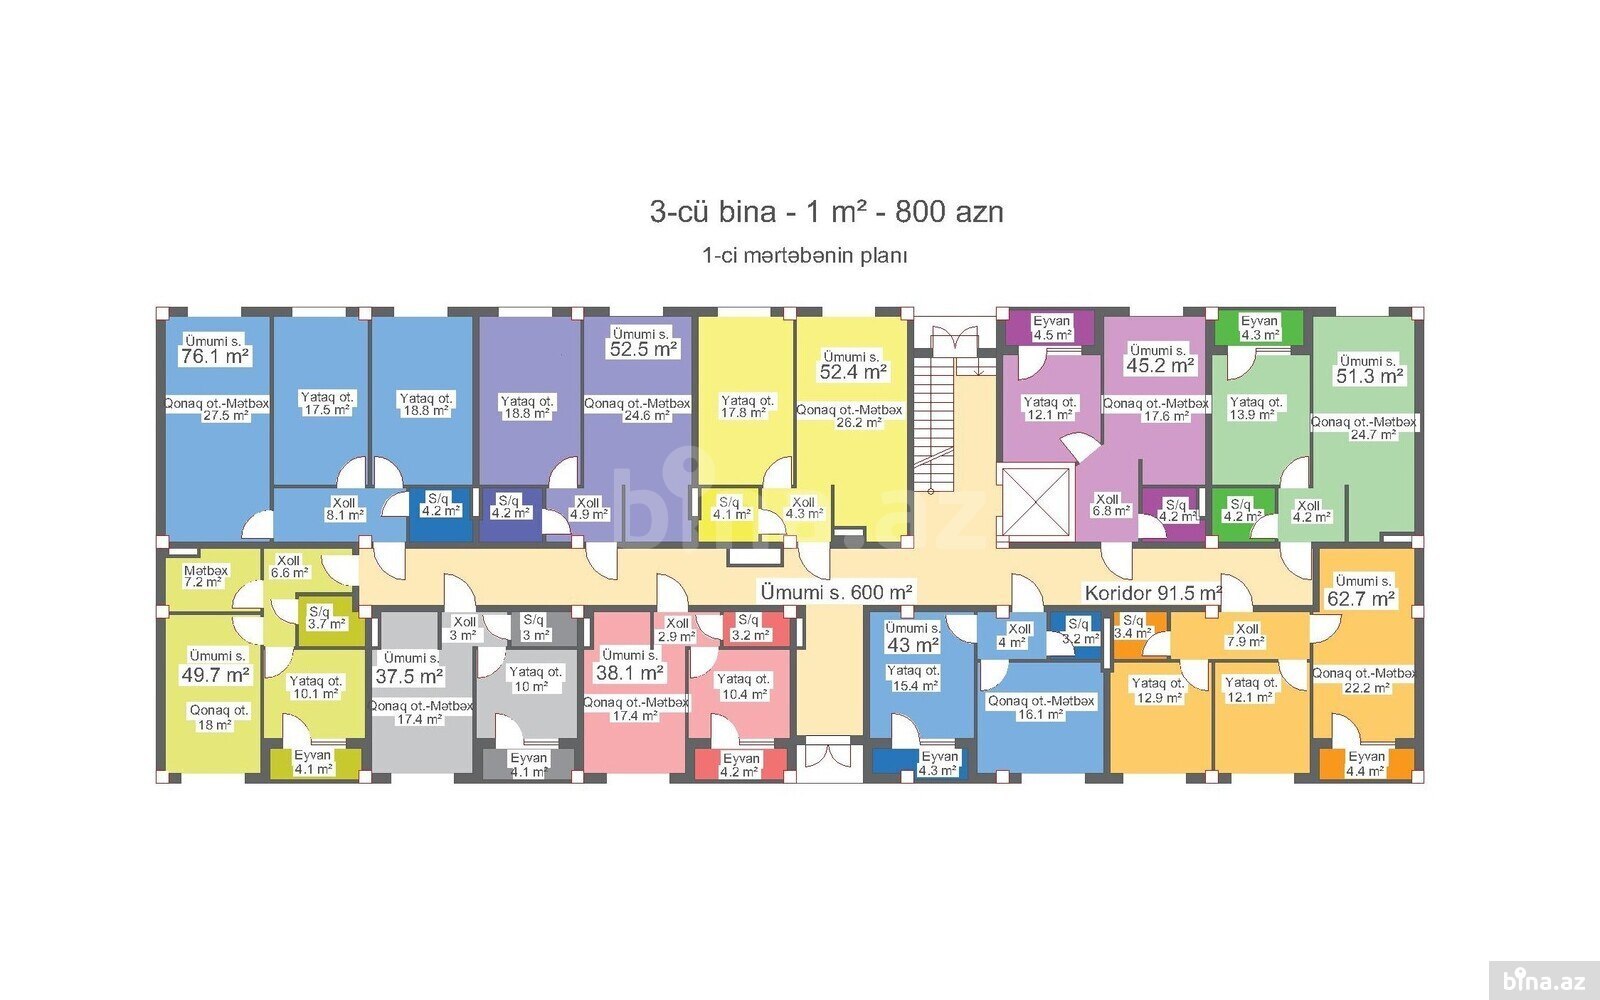 3-cü bina - 1 m² - 800 azn
1-ci mərtəbənin planı
Ümumi s.
76.1 m²
Qonaq ot.-Mətbəx
27.5 m²
Yataq ot.
17.5 m²
Yataq ot.
18.8 m²
Xoll
8.1 m²
S/q
4.2 m²
Yataq ot.
18.8 m²
Ümumi s.
52.5 m²
Qonaq ot.-Mətbəx
24.6 m²
S/q
4.2 m²
Xoll
4.9 m²
Yataq ot.
17.8 m²
Ümumi s.
52.4 m²
Qonaq ot.-Mətbəx
26.2 m²
S/q
4.1 m²
Xoll
4.3 m²
Eyvan
4.5 m²
Yataq ot.
12.1 m²
Ümumi s.
45.2 m²
Qonaq ot.-Mətbəx
17.6 m²
Xoll
6.8 m²
S/q
4.2 m²
Eyvan
4.3 m²
Yataq ot.
13.9 m²
Ümumi s.
51.3 m²
Qonaq ot.-Mətbəx
24.7 m²
S/q
4.2 m²
Xoll
4.2 m²
bina.az
Ümumi s. 600 m²
Koridor 91.5 m²
Mətbəx
7.2 m²
Xoll
6.6 m²
S/q
3.7 m²
Ümumi s.
49.7 m²
Qonaq ot.
18 m²
Yataq ot.
10.1 m²
Eyvan
4.1 m²
Xoll
3 m²
S/q
3 m²
Ümumi s.
37.5 m²
Qonaq ot.-Mətbəx
17.4 m²
Yataq ot.
10 m²
Eyvan
4.1 m²
Xoll
2.9 m²
S/q
3.2 m²
Ümumi s.
38.1 m²
Qonaq ot.-Mətbəx
17.4 m²
Yataq ot.
10.4 m²
Eyvan
4.2 m²
Ümumi s.
43 m²
Yataq ot.
15.4 m²
Xoll
4 m²
S/q
3.2 m²
Qonaq ot.-Mətbəx
16.1 m²
Eyvan
4.3 m²
S/q
3.4 m²
Xoll
7.9 m²
Yataq ot.
12.9 m²
Yataq ot.
12.1 m²
Ümumi s.
62.7 m²
Qonaq ot.-Mətbəx
22.2 m²
Eyvan
4.4 m²
bina.az